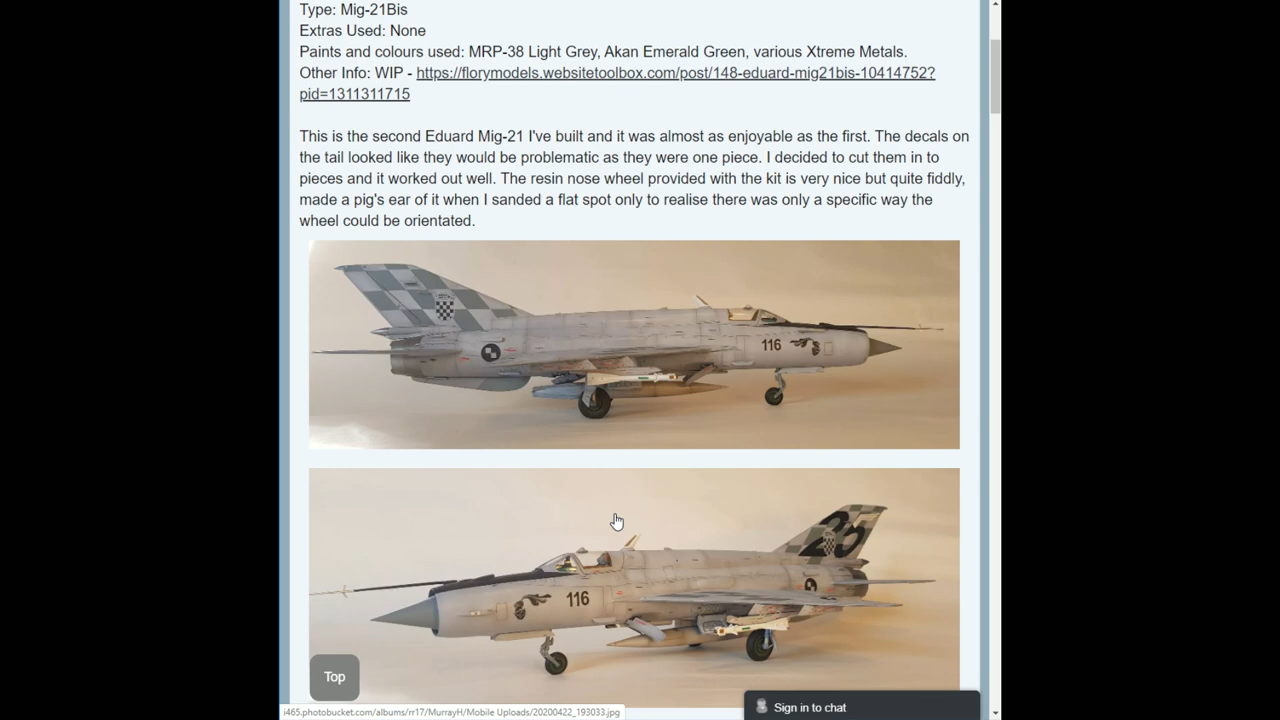 Type: Mig-21Bis
Extras Used: None
Paints and colours used: MRP-38 Light Grey, Akan Emerald Green, various Xtreme Metals.
Other Info: WIP - https://florymodels.websitetoolbox.com/post/148-eduard-mig21bis-10414752?
pid=1311311715
This is the second Eduard Mig-21 I've built and it was almost as enjoyable as the first. The decals on
the tail looked like they would be problematic as they were one piece. I decided to cut them in to
pieces and it worked out well. The resin nose wheel provided with the kit is very nice but quite fiddly,
made a pig's ear of it when I sanded a flat spot only to realise there was only a specific way the
wheel could be orientated.
116
25
116
Top
Sign in to chat
i465.photobucket.com/albums/rr17/MurrayH/Mobile Uploads/20200422_193033.jpg